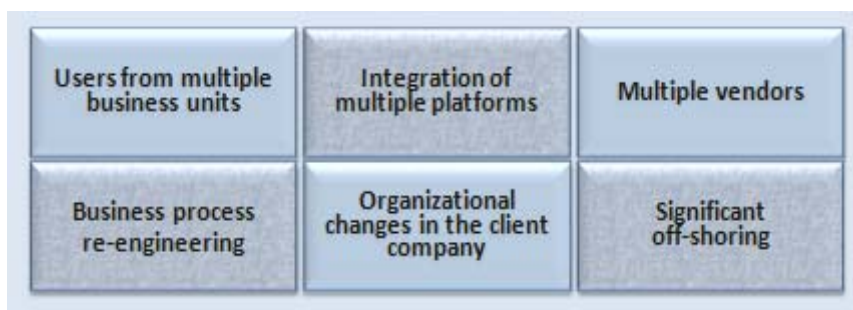 Users from multiple
business units
Integration of
multiple platforms
Multiple vendors
Business process
re-engineering
Organizational
changes in the client
company
Significant
off-shoring